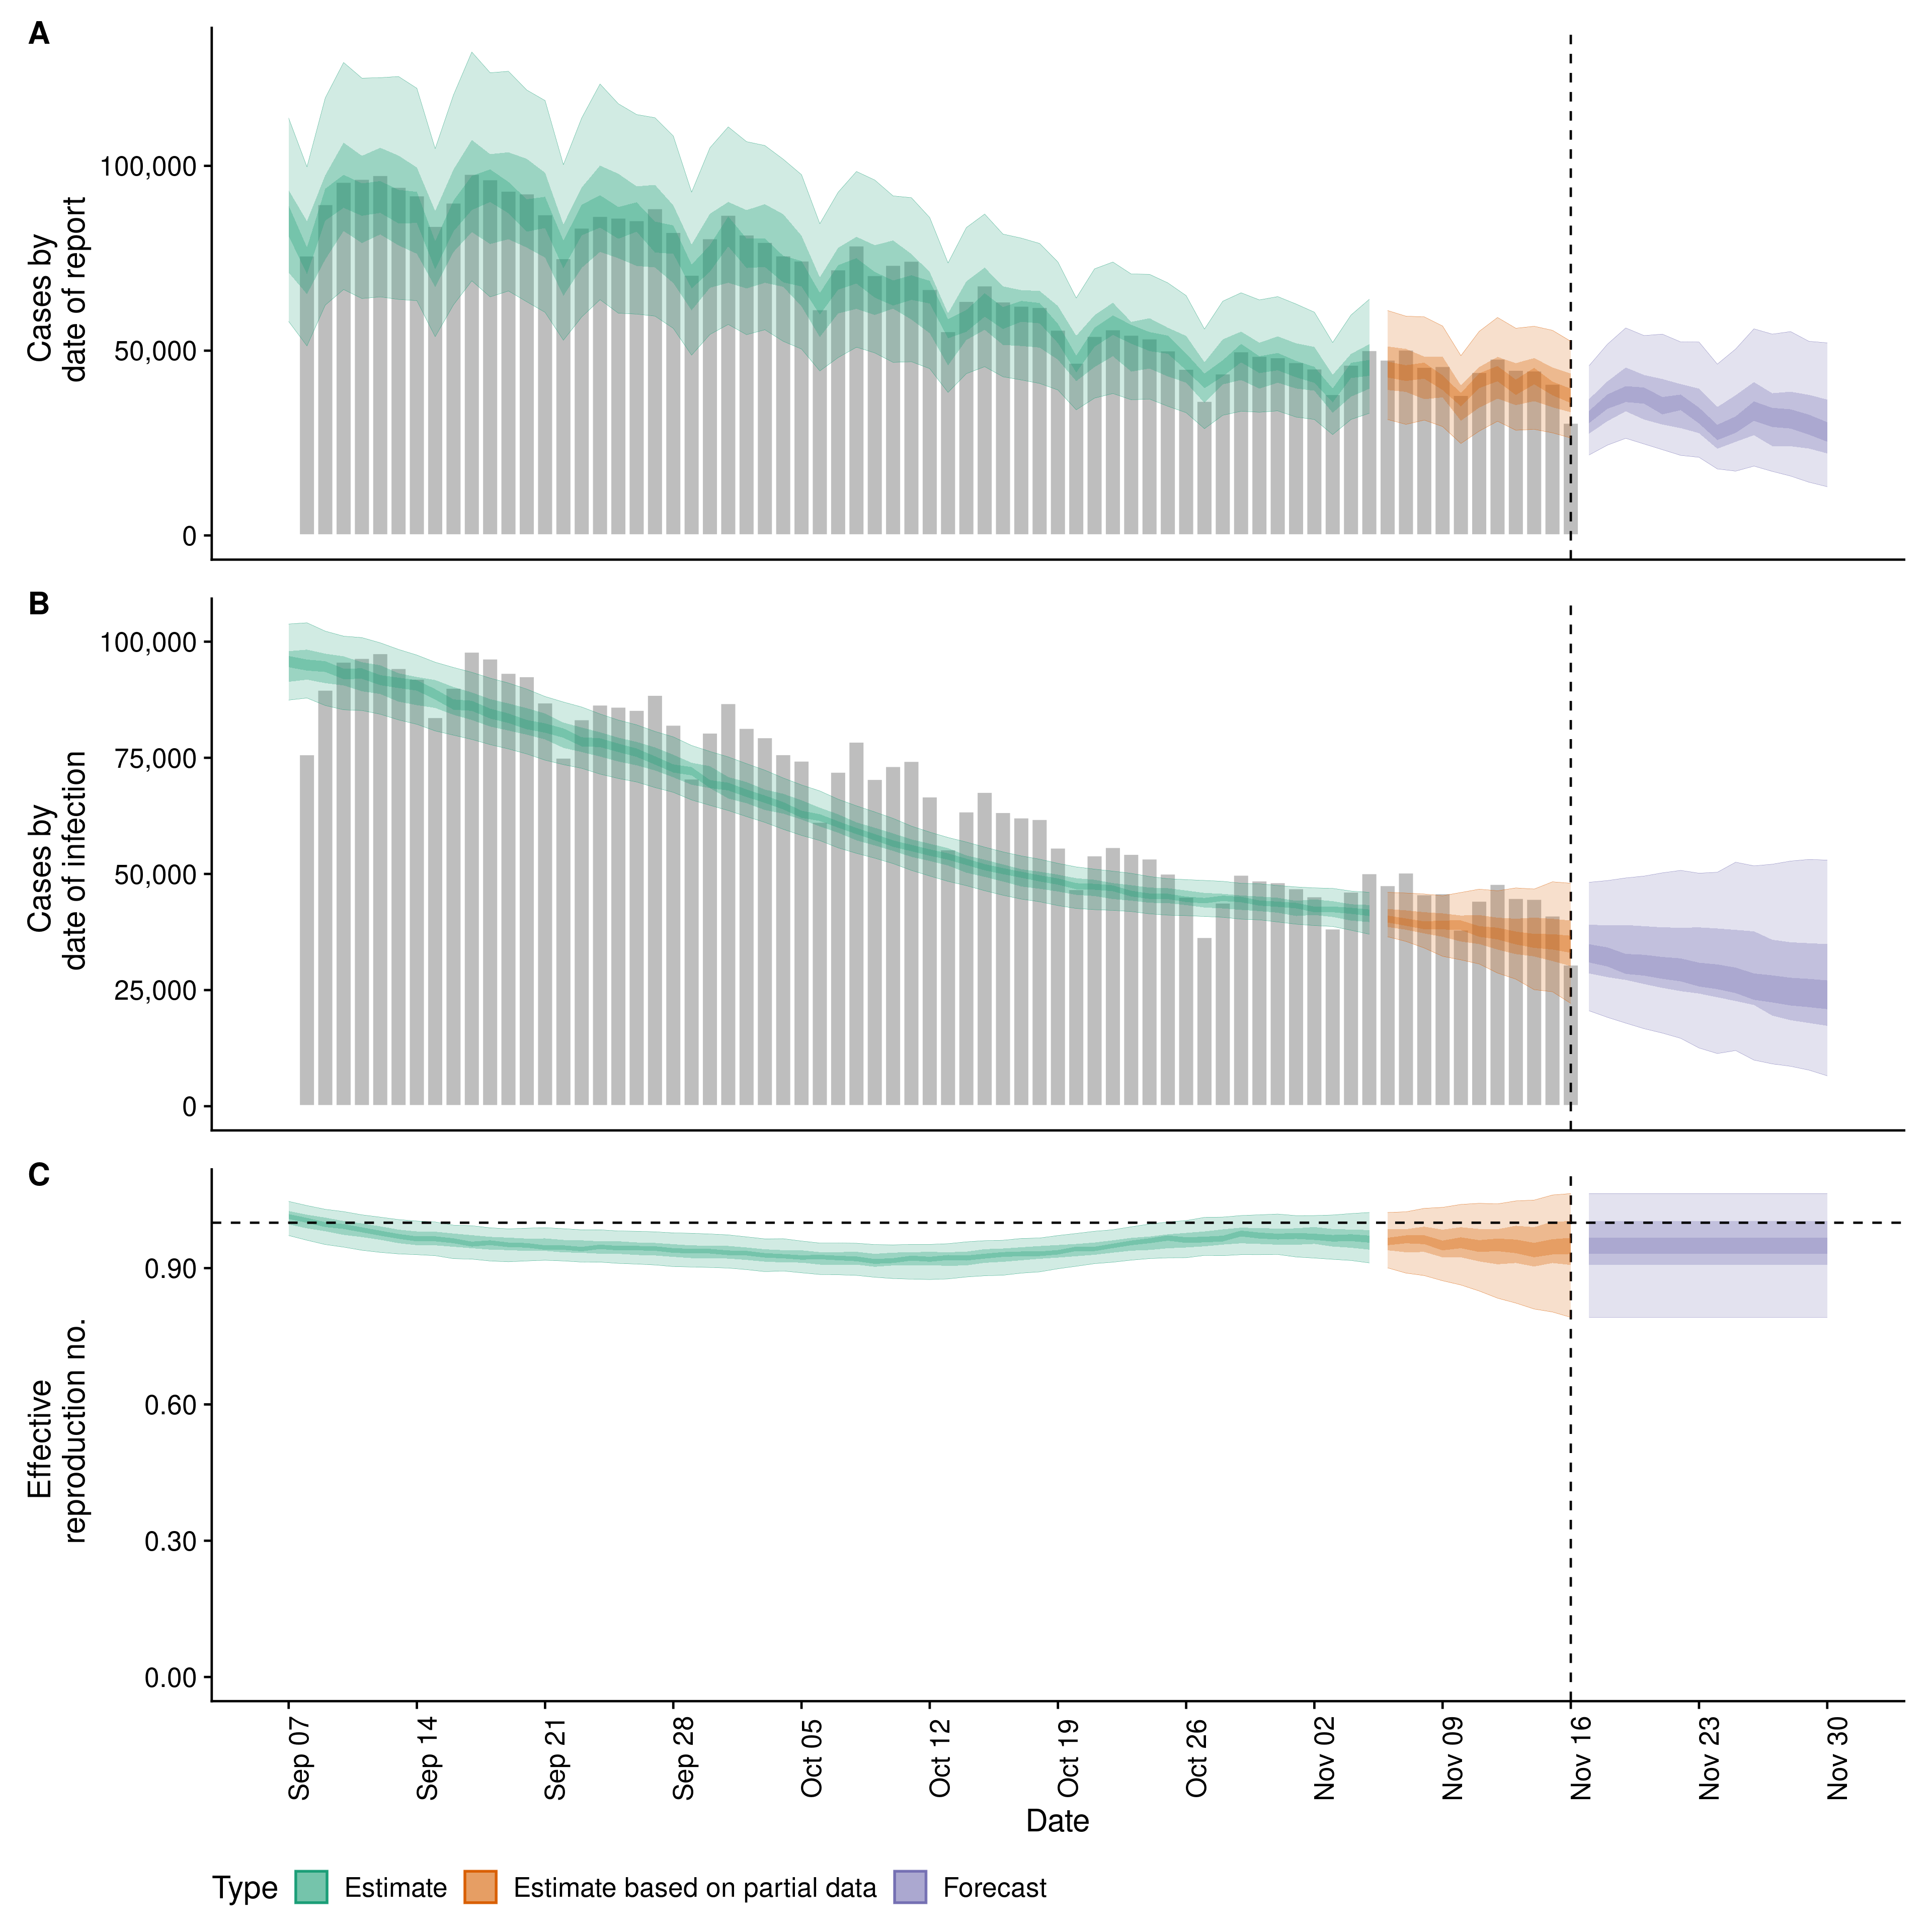 A
Cases by
date of report
100,000
50,000
0
B
Cases by
date of infection
100,000
75,000
50,000
25,000
0
C
Effective
reproduction no.
0.90
0.60
0.30
0.00
Sep 07
Sep 14
Sep 21
Sep 28
Oct 05
Oct 12
Oct 19
Oct 26
Nov 02
Nov 09
Nov 16
Nov 23
Nov 30
Date
Type Estimate Estimate based on partial data Forecast